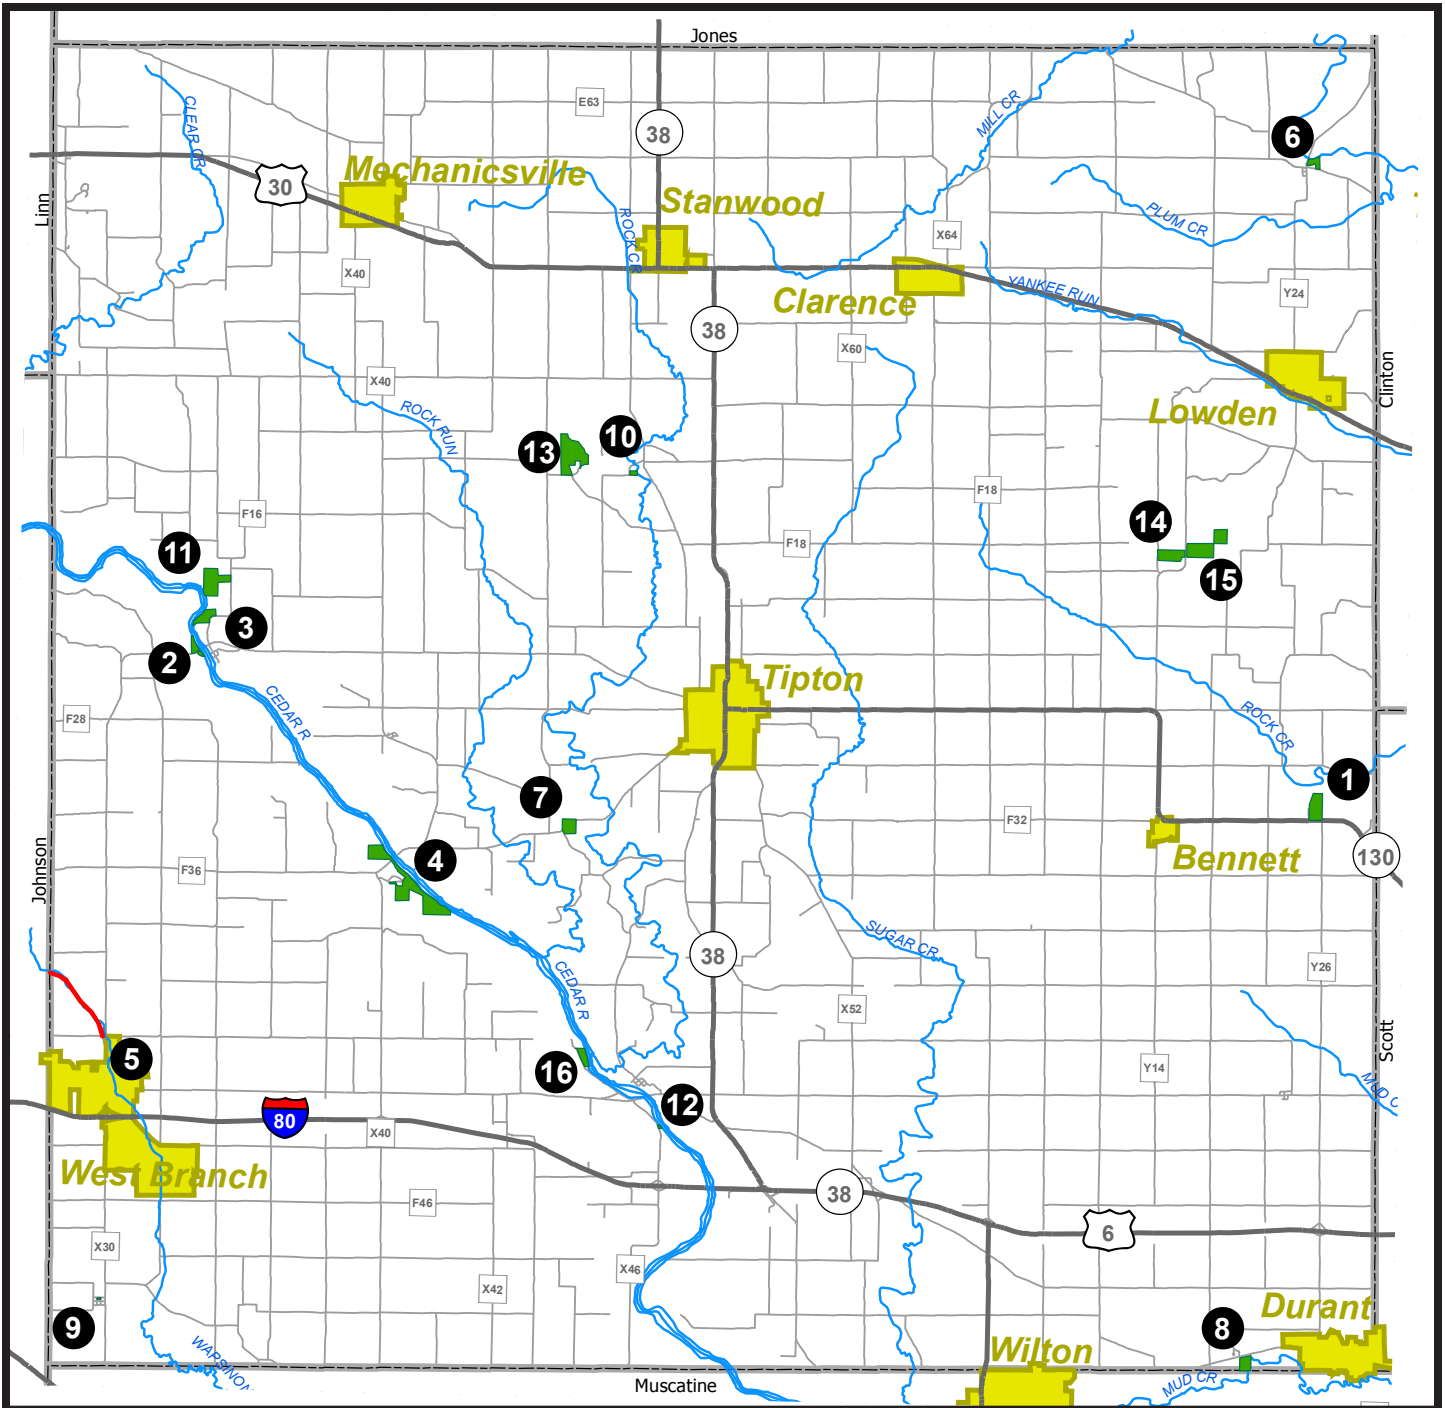 Jones
E63
38
MILL CR
6
CLEAR CR
Mechanicsville
30
Stanwood
Linn
ROCK CR
X64
PLUM CR
X40
Clarence
YANKEE RUN
Y24
38
X60
X40
Clinton
ROCK RUN
Lowden
13
10
F18
F16
14
11
F18
15
3
2
Tipton
CEDAR R
F28
ROCK CR
1
7
F32
Bennett
130
4
F36
Johnson
SUGAR CR
38
Y26
CEDAR R
X52
Scott
5
16
Y14
MUD C
12
80
X40
West Branch
38
F46
6
X30
X46
X42
Durant
9
8
Wilton
WARSINON
MUD CR
Muscatine